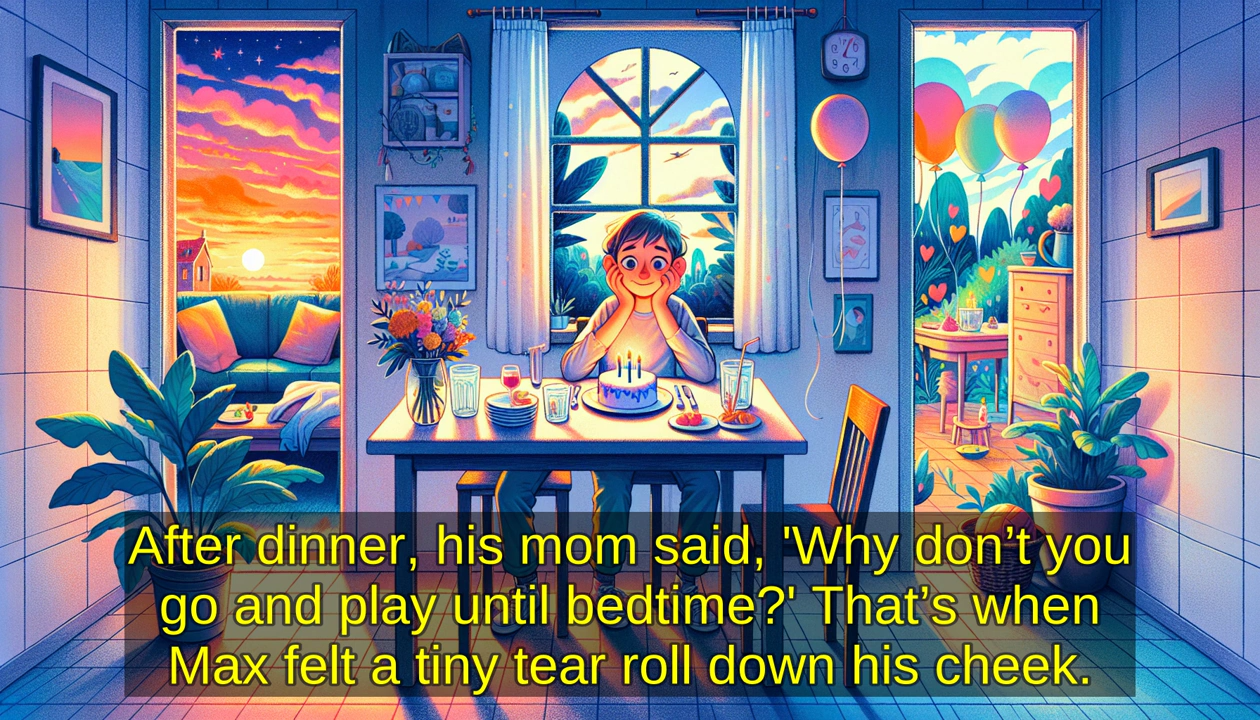 After dinner, his mom said, 'Why don’t you
go and play until bedtime?' That’s when
Max felt a tiny tear roll down his cheek.